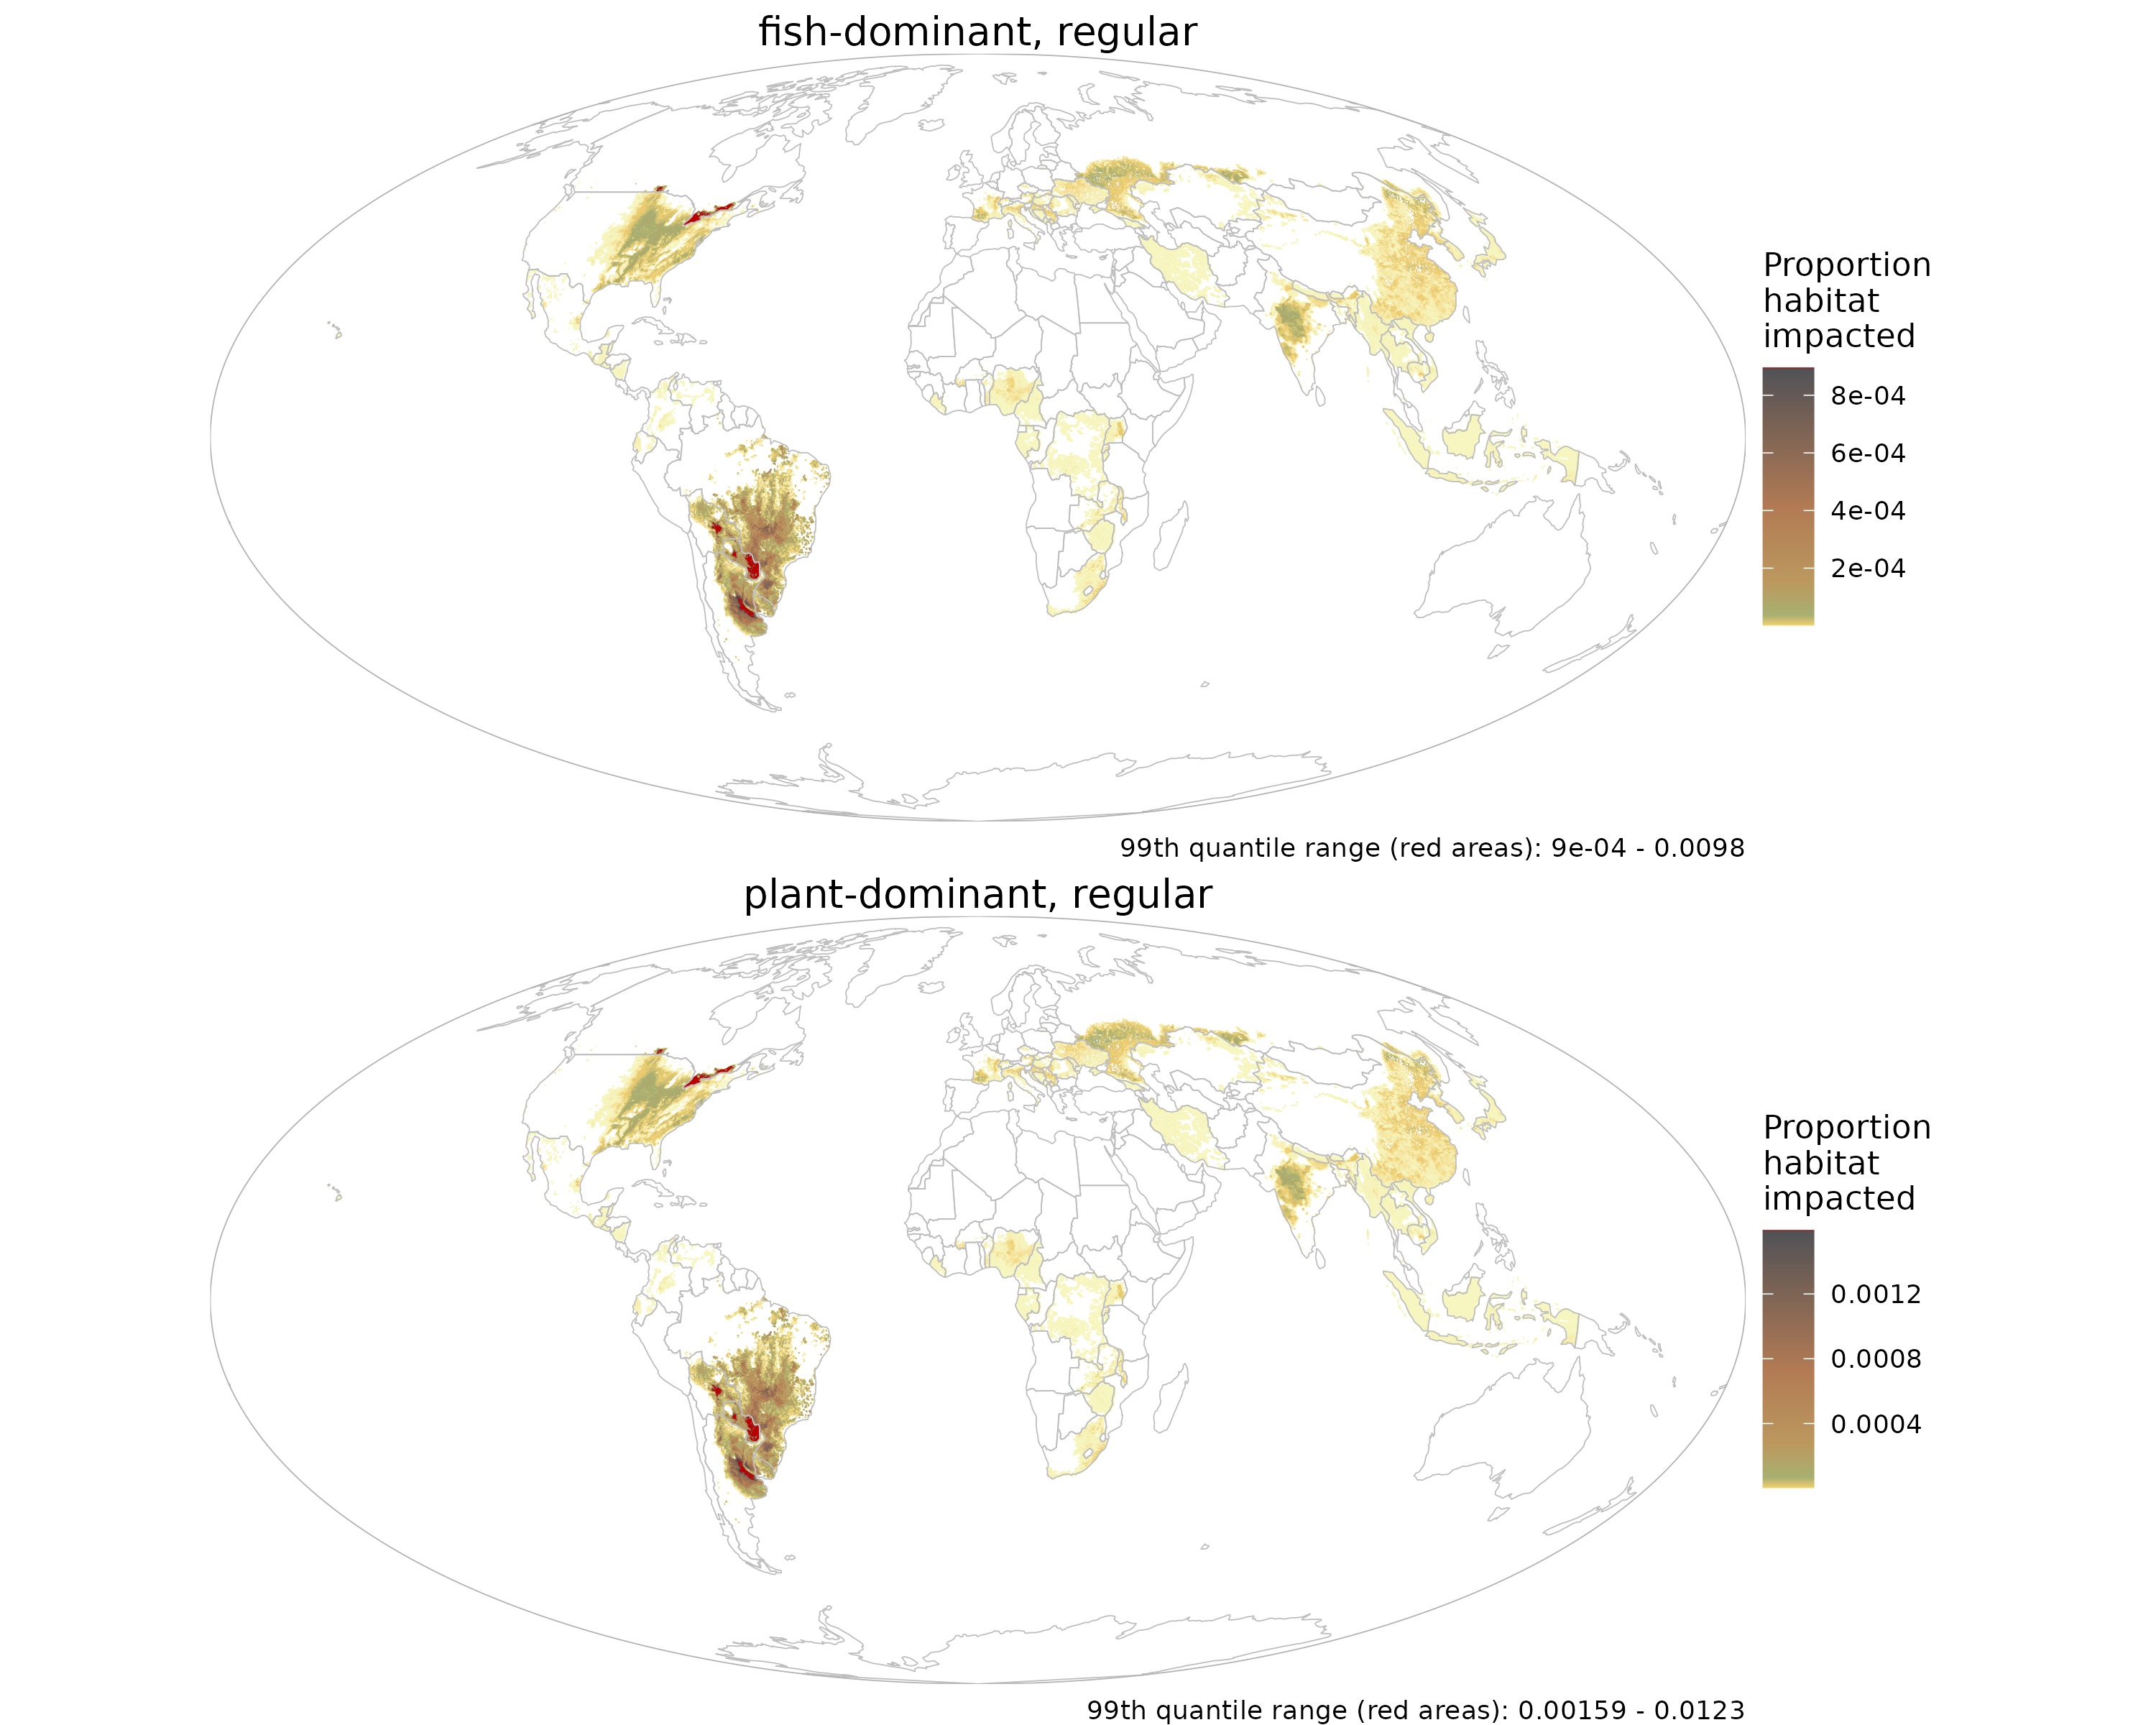 fish-dominant, regular
Proportion
habitat
impacted
8e-04
6e-04
4e-04
2e-04
99th quantile range (red areas): 9e-04 - 0.0098
plant-dominant, regular
Proportion
habitat
impacted
0.0012
0.0008
0.0004
99th quantile range (red areas): 0.00159 - 0.0123